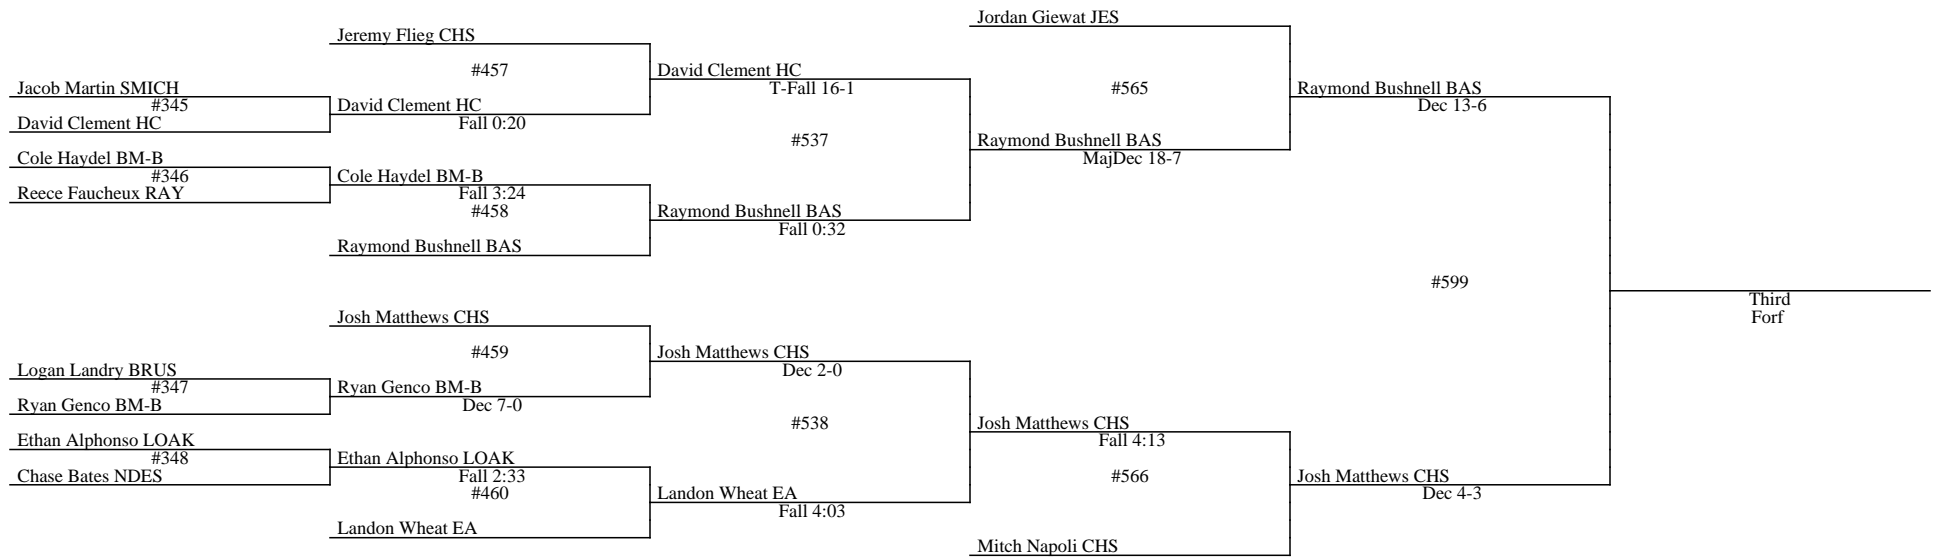 Jordan Giewat JES
Jeremy Flieg CHS
#457
David Clement HC
T-Fall 16-1
Jacob Martin SMICH
#345
David Clement HC
David Clement HC
Fall 0:20
#565
Raymond Bushnell BAS
Dec 13-6
#537
Raymond Bushnell BAS
MajDec 18-7
Cole Haydel BM-B
#346
Reece Faucheux RAY
Cole Haydel BM-B
Fall 3:24
#458
Raymond Bushnell BAS
Fall 0:32
Raymond Bushnell BAS
#599
Third
Forf
Josh Matthews CHS
#459
Josh Matthews CHS
Dec 2-0
Logan Landry BRUS
#347
Ryan Genco BM-B
Ryan Genco BM-B
Dec 7-0
#538
Josh Matthews CHS
Fall 4:13
Ethan Alphonso LOAK
#348
Chase Bates NDES
Ethan Alphonso LOAK
Fall 2:33
#460
Landon Wheat EA
Fall 4:03
#566
Josh Matthews CHS
Dec 4-3
Landon Wheat EA
Mitch Napoli CHS